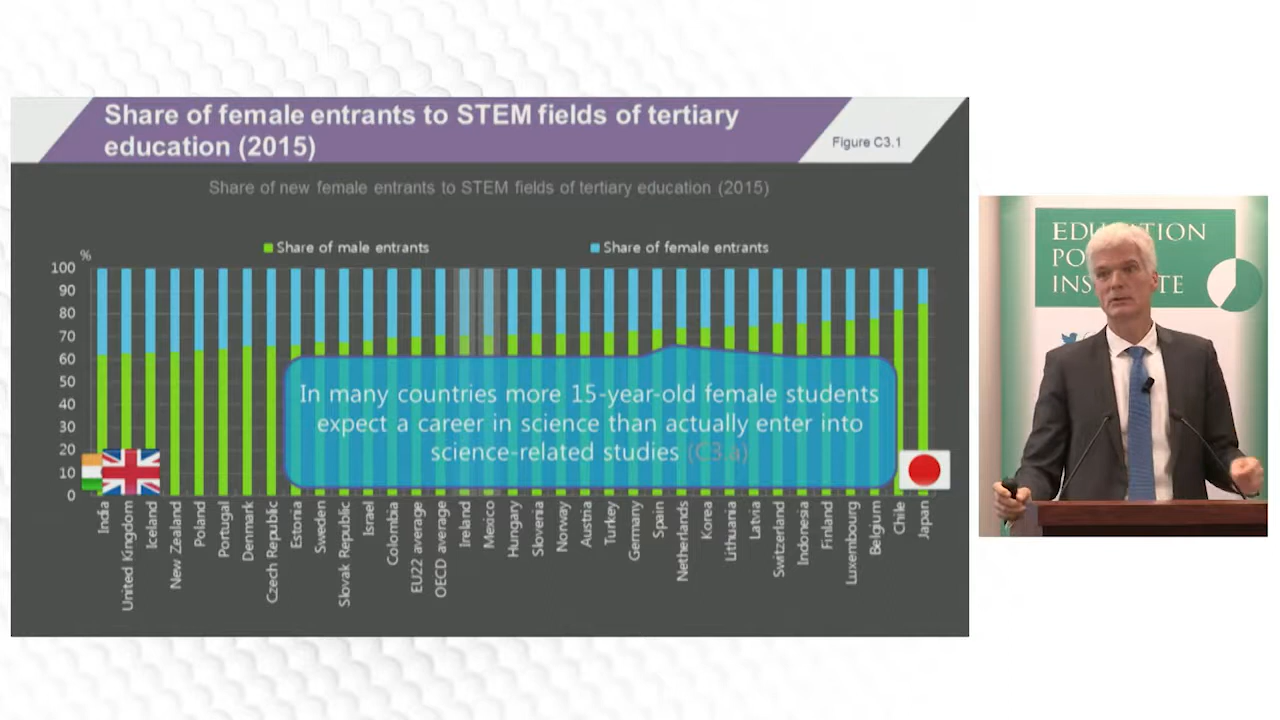 Share of female entrants to STEM fields of tertiary
education (2015)
Figure C3.1
Share of new female entrants to STEM fields of tertiary education (2015)
Share of male entrants
Share of female entrants
%
100
90
80
70
60
50
40
30
20
10
0
In many countries more 15-year-old female students
expect a career in science than actually enter into
science-related studies (C3.a)
India
United Kingdom
Iceland
New Zealand
Poland
Portugal
Denmark
Czech Republic
Estonia
Sweden
Slovak Republic
Israel
Colombia
EU22 average
OECD average
Ireland
Mexico
Hungary
Slovenia
Norway
Austria
Turkey
Germany
Spain
Netherlands
Korea
Lithuania
Latvia
Switzerland
Indonesia
Finland
Luxembourg
Belgium
Chile
Japan